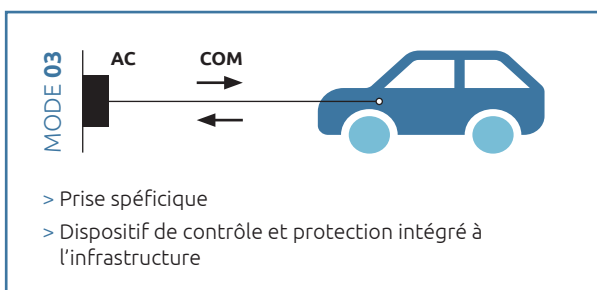 MODE 03
AC COM
> Prise spéficique
> Dispositif de contrôle et protection intégré à
l'infrastructure